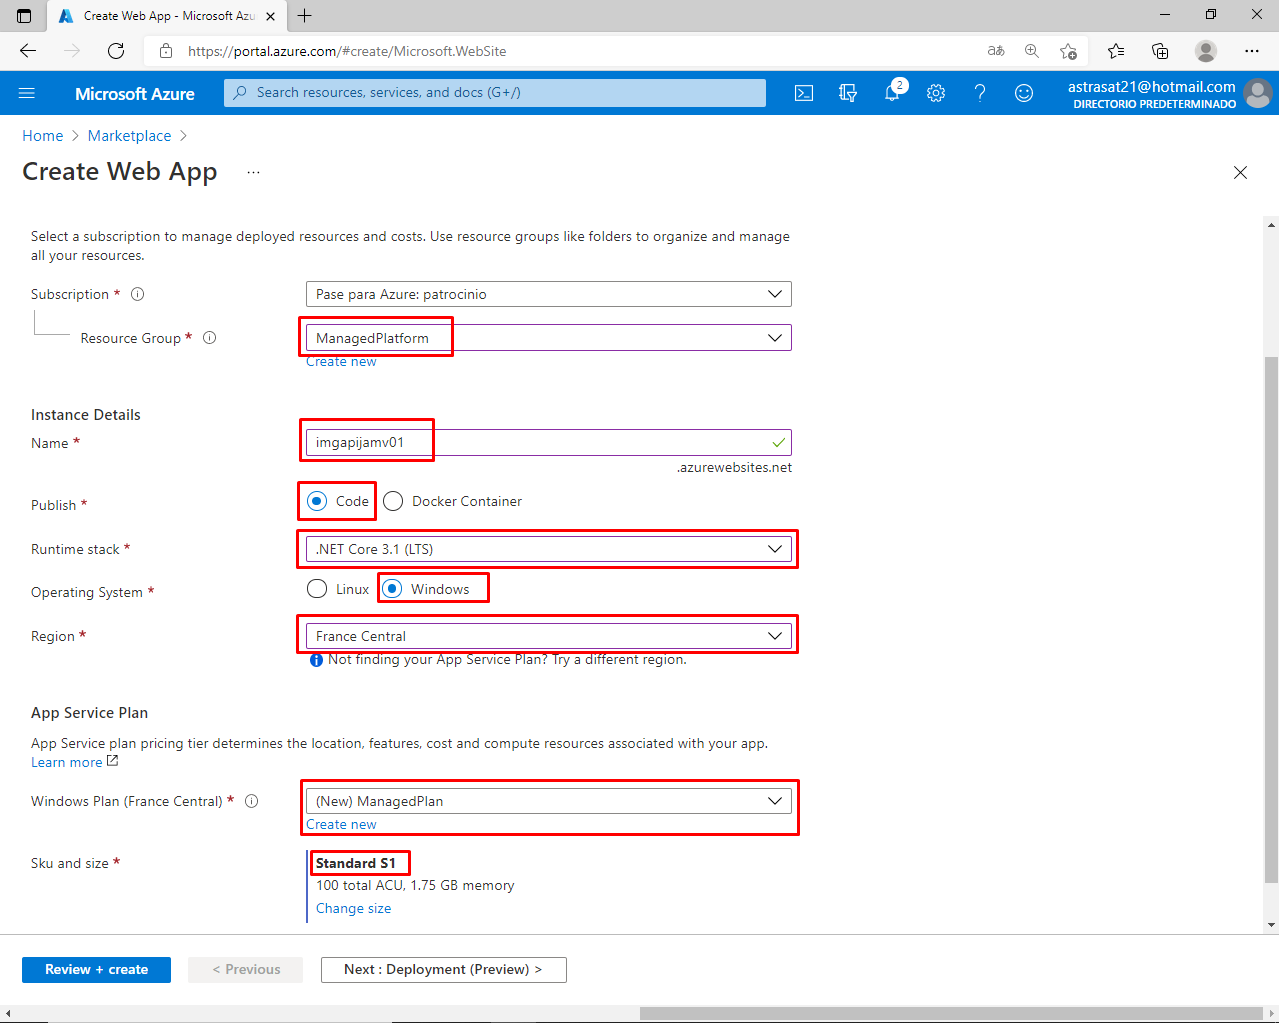 Create Web App - Microsoft Azu
https://portal.azure.com/#create/Microsoft.WebSite
Microsoft Azure
Search resources, services, and docs (G+/)
2
astrasat21@hotmail.com
DIRECTORIO PREDETERMINADO
Home > Marketplace >
Create Web App ...
Select a subscription to manage deployed resources and costs. Use resource groups like folders to organize and manage
all your resources.
Subscription *
Pase para Azure: patrocinio
Resource Group *
ManagedPlatform
Create new
Instance Details
Name *
imgapijamv01
.azurewebsites.net
Publish *
Code
Docker Container
Runtime stack *
.NET Core 3.1 (LTS)
Operating System *
Linux
Windows
Region *
France Central
Not finding your App Service Plan? Try a different region.
App Service Plan
App Service plan pricing tier determines the location, features, cost and compute resources associated with your app.
Learn more
Windows Plan (France Central) *
(New) ManagedPlan
Create new
Sku and size *
Standard S1
100 total ACU, 1.75 GB memory
Change size
Review + create
< Previous
Next : Deployment (Preview) >